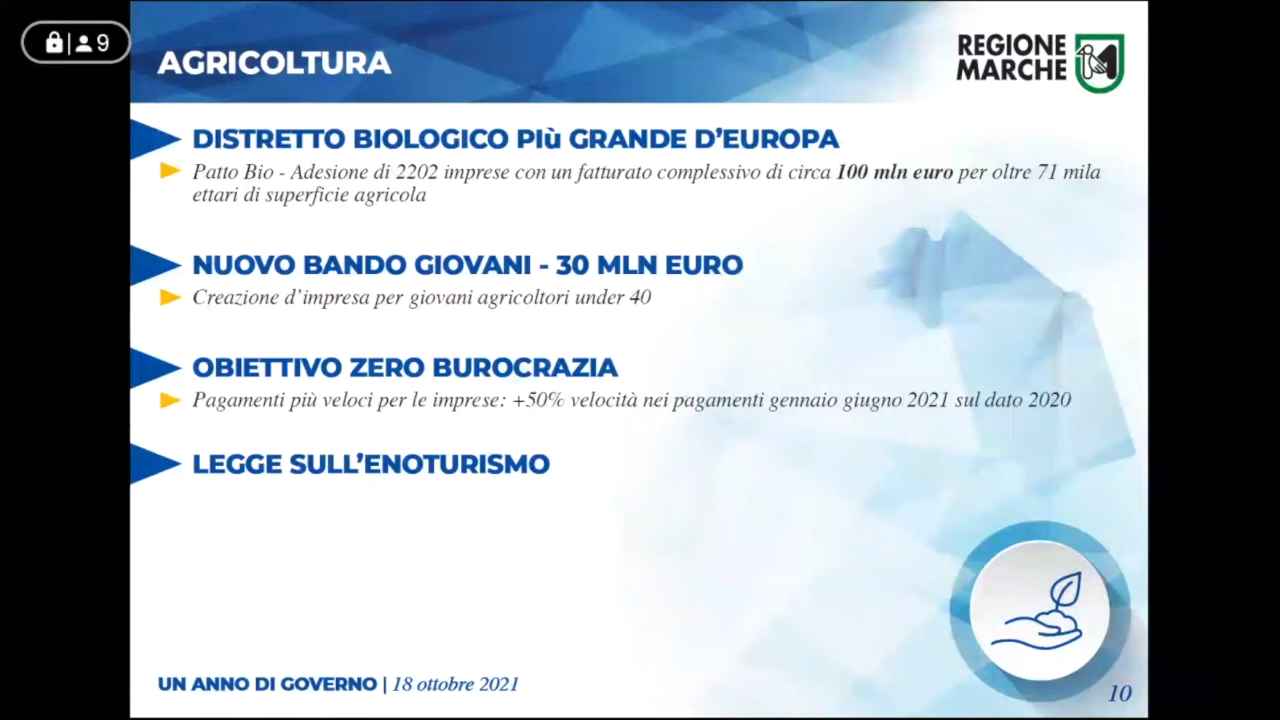 9
AGRICOLTURA
REGIONE
MARCHE
DISTRETTO BIOLOGICO PIù GRANDE D'EUROPA
Patto Bio - Adesione di 2202 imprese con un fatturato complessivo di circa 100 mln euro per oltre 71 mila
ettari di superficie agricola
NUOVO BANDO GIOVANI - 30 MLN EURO
Creazione d'impresa per giovani agricoltori under 40
OBIETTIVO ZERO BUROCRAZIA
Pagamenti più veloci per le imprese: +50% velocità nei pagamenti gennaio giugno 2021 sul dato 2020
LEGGE SULL'ENOTURISMO
UN ANNO DI GOVERNO | 18 ottobre 2021
10